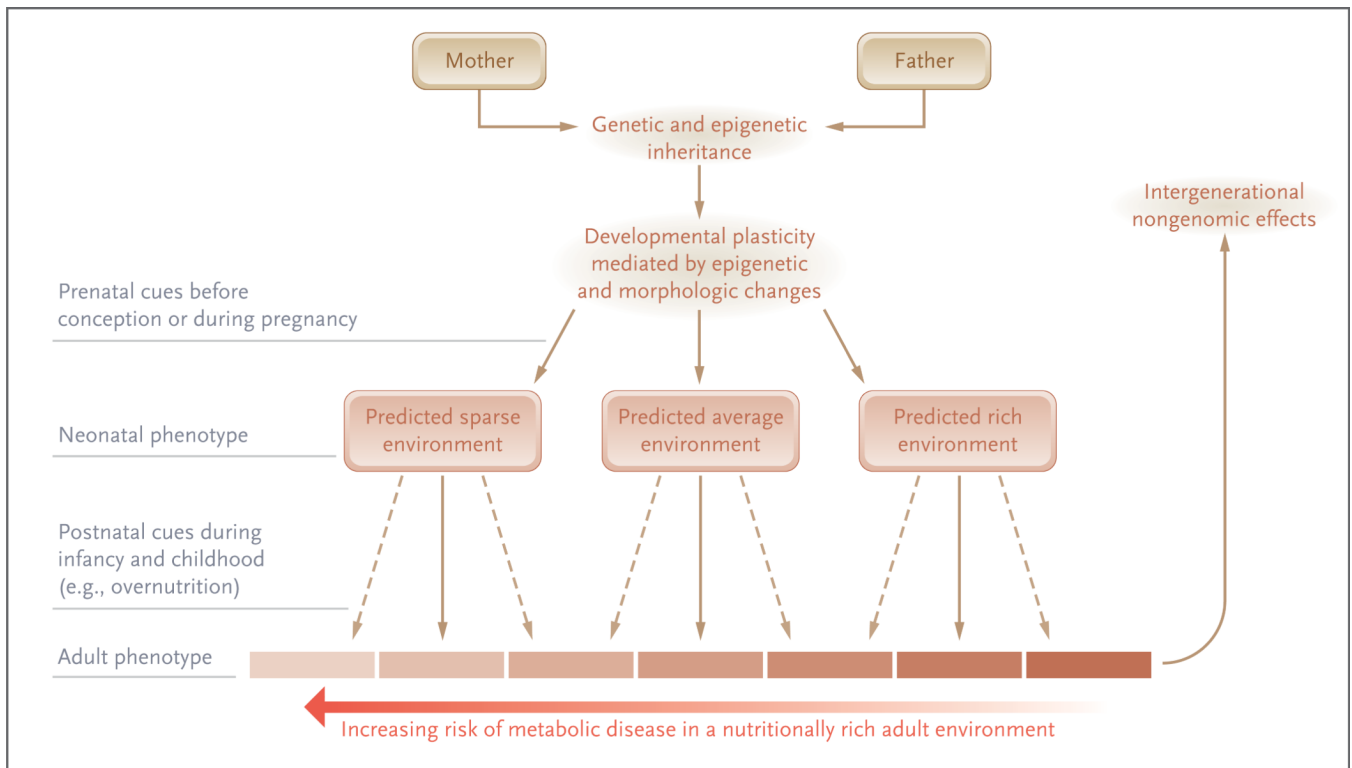 Mother
Father
Genetic and epigenetic
inheritance
Intergenerational
nongenomic effects
Developmental plasticity
mediated by epigenetic
and morphologic changes
Prenatal cues before
conception or during pregnancy
Neonatal phenotype
Predicted sparse
environment
Predicted average
environment
Predicted rich
environment
Postnatal cues during
infancy and childhood
(e.g., overnutrition)
Adult phenotype
Increasing risk of metabolic disease in a nutritionally rich adult environment